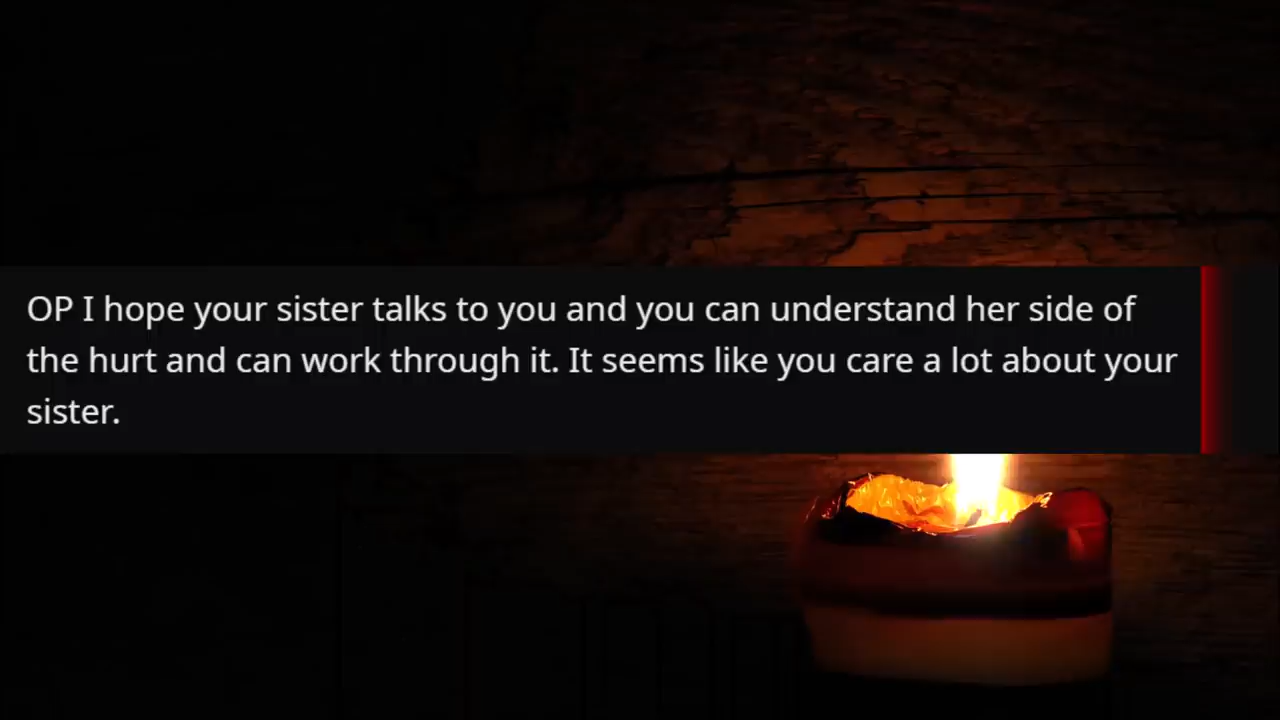 OP I hope your sister talks to you and you can understand her side of
the hurt and can work through it. It seems like you care a lot about your
sister.